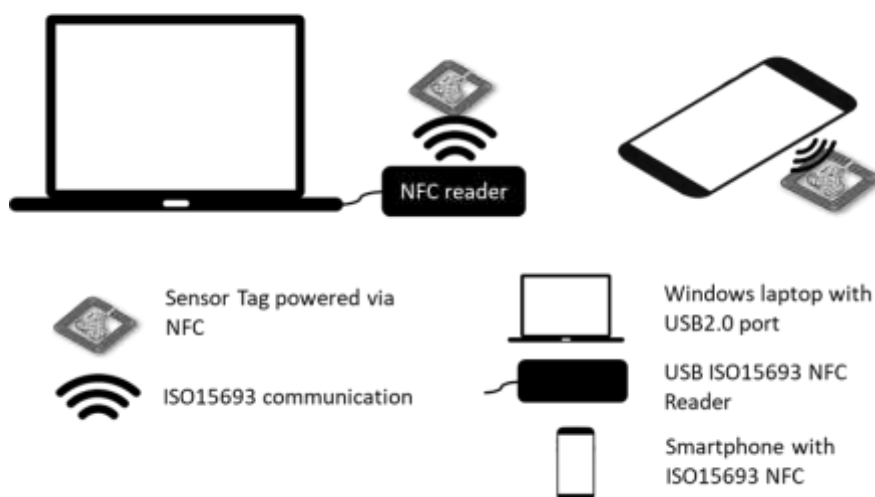 NFC reader
Sensor Tag powered via
NFC
ISO15693 communication
Windows laptop with
USB2.0 port
USB ISO15693 NFC
Reader
Smartphone with
ISO15693 NFC